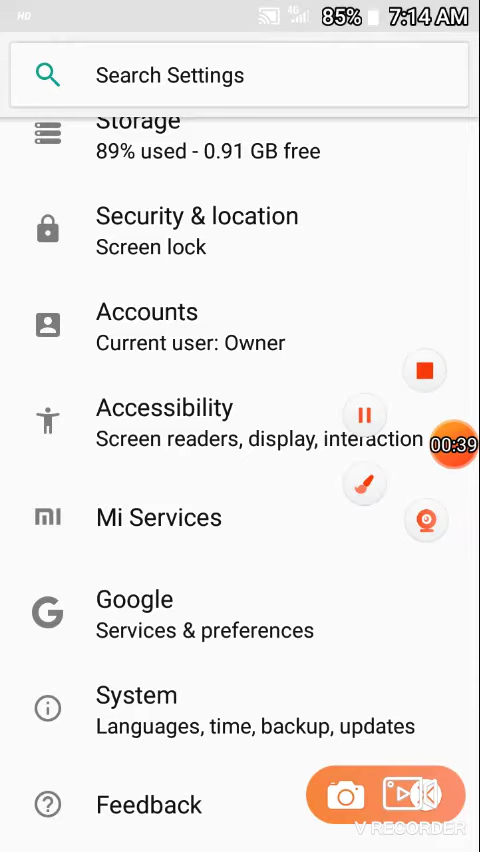 HD
4G
85%
7:14 AM
Search Settings
Storage
89% used - 0.91 GB free
Security & location
Screen lock
Accounts
Current user: Owner
Accessibility
Screen readers, display, interaction
00:39
Mi Services
Google
Services & preferences
System
Languages, time, backup, updates
Feedback
V RECORDER